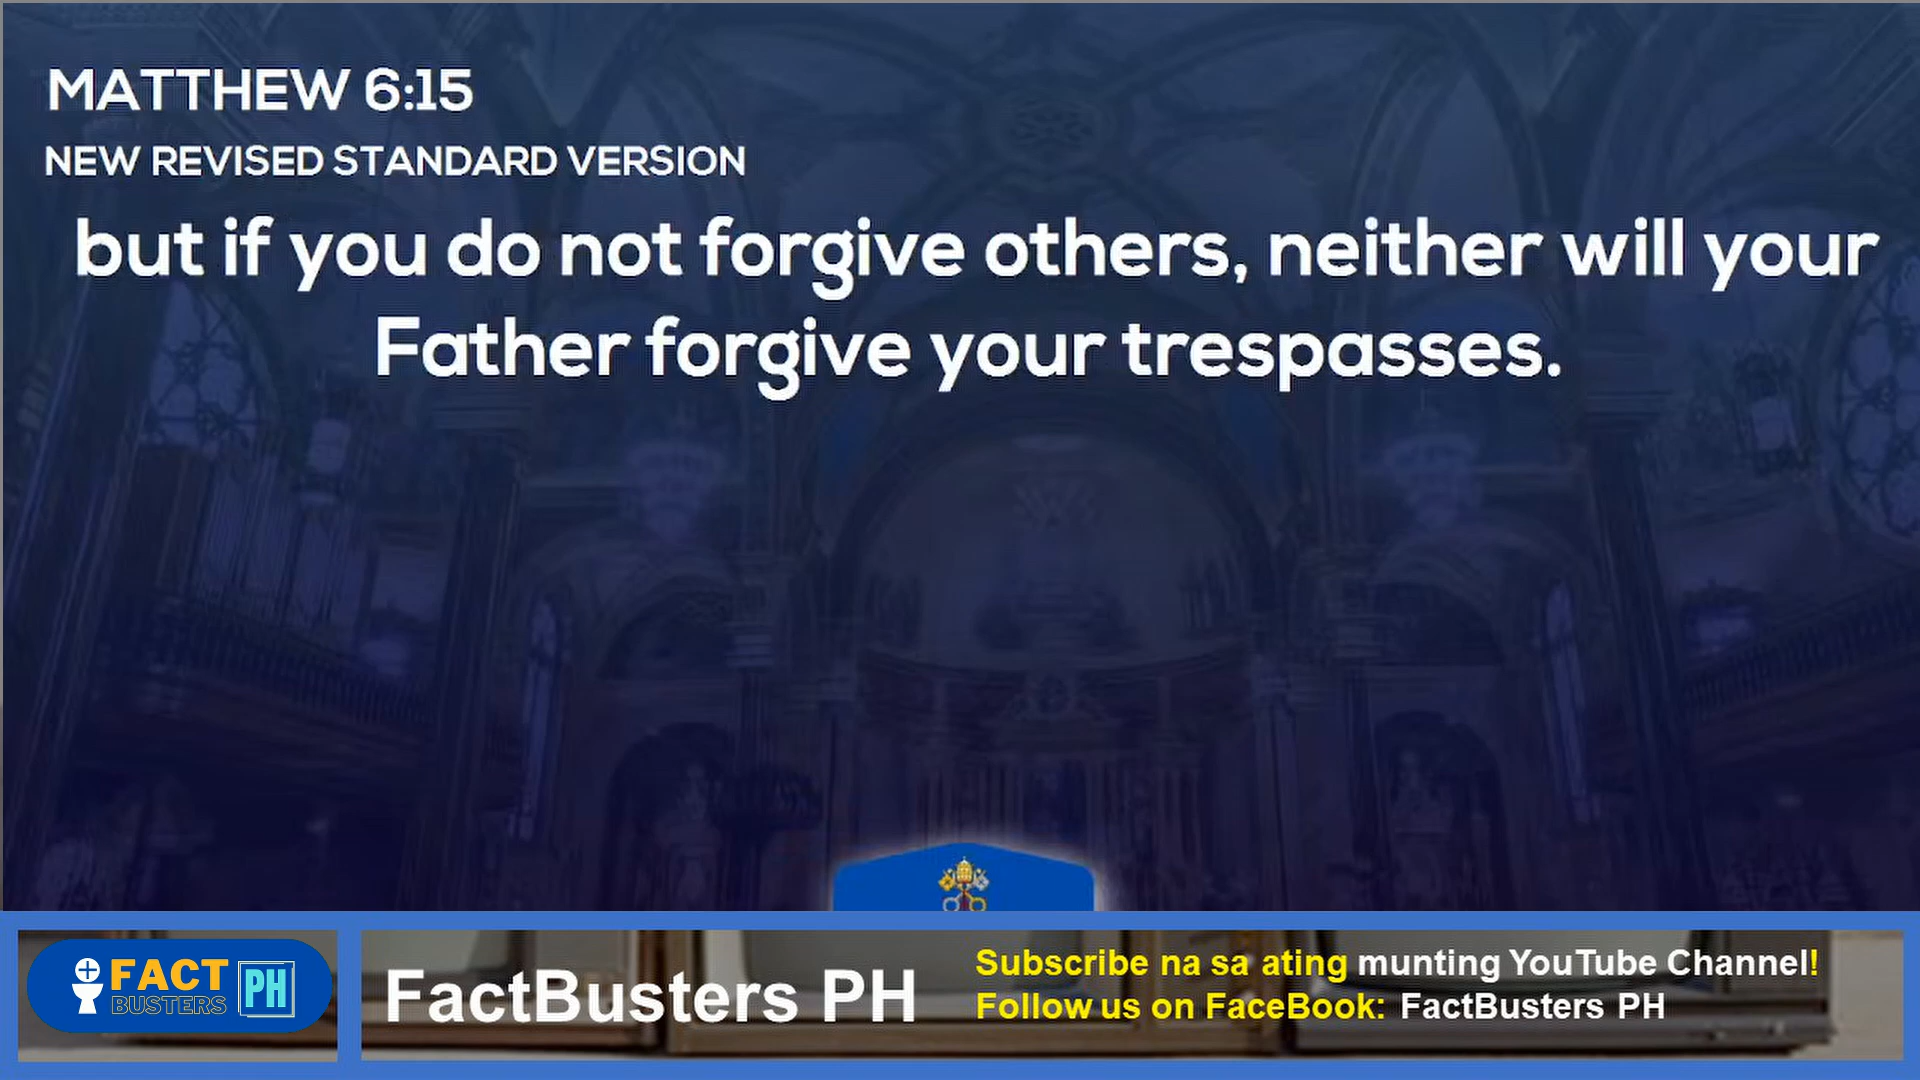 MATTHEW 6:15
NEW REVISED STANDARD VERSION
but if you do not forgive others, neither will your
Father forgive your trespasses.
FACT
BUSTERS
PH
FactBusters PH
Subscribe na sa ating munting YouTube Channel!
Follow us on FaceBook: FactBusters PH